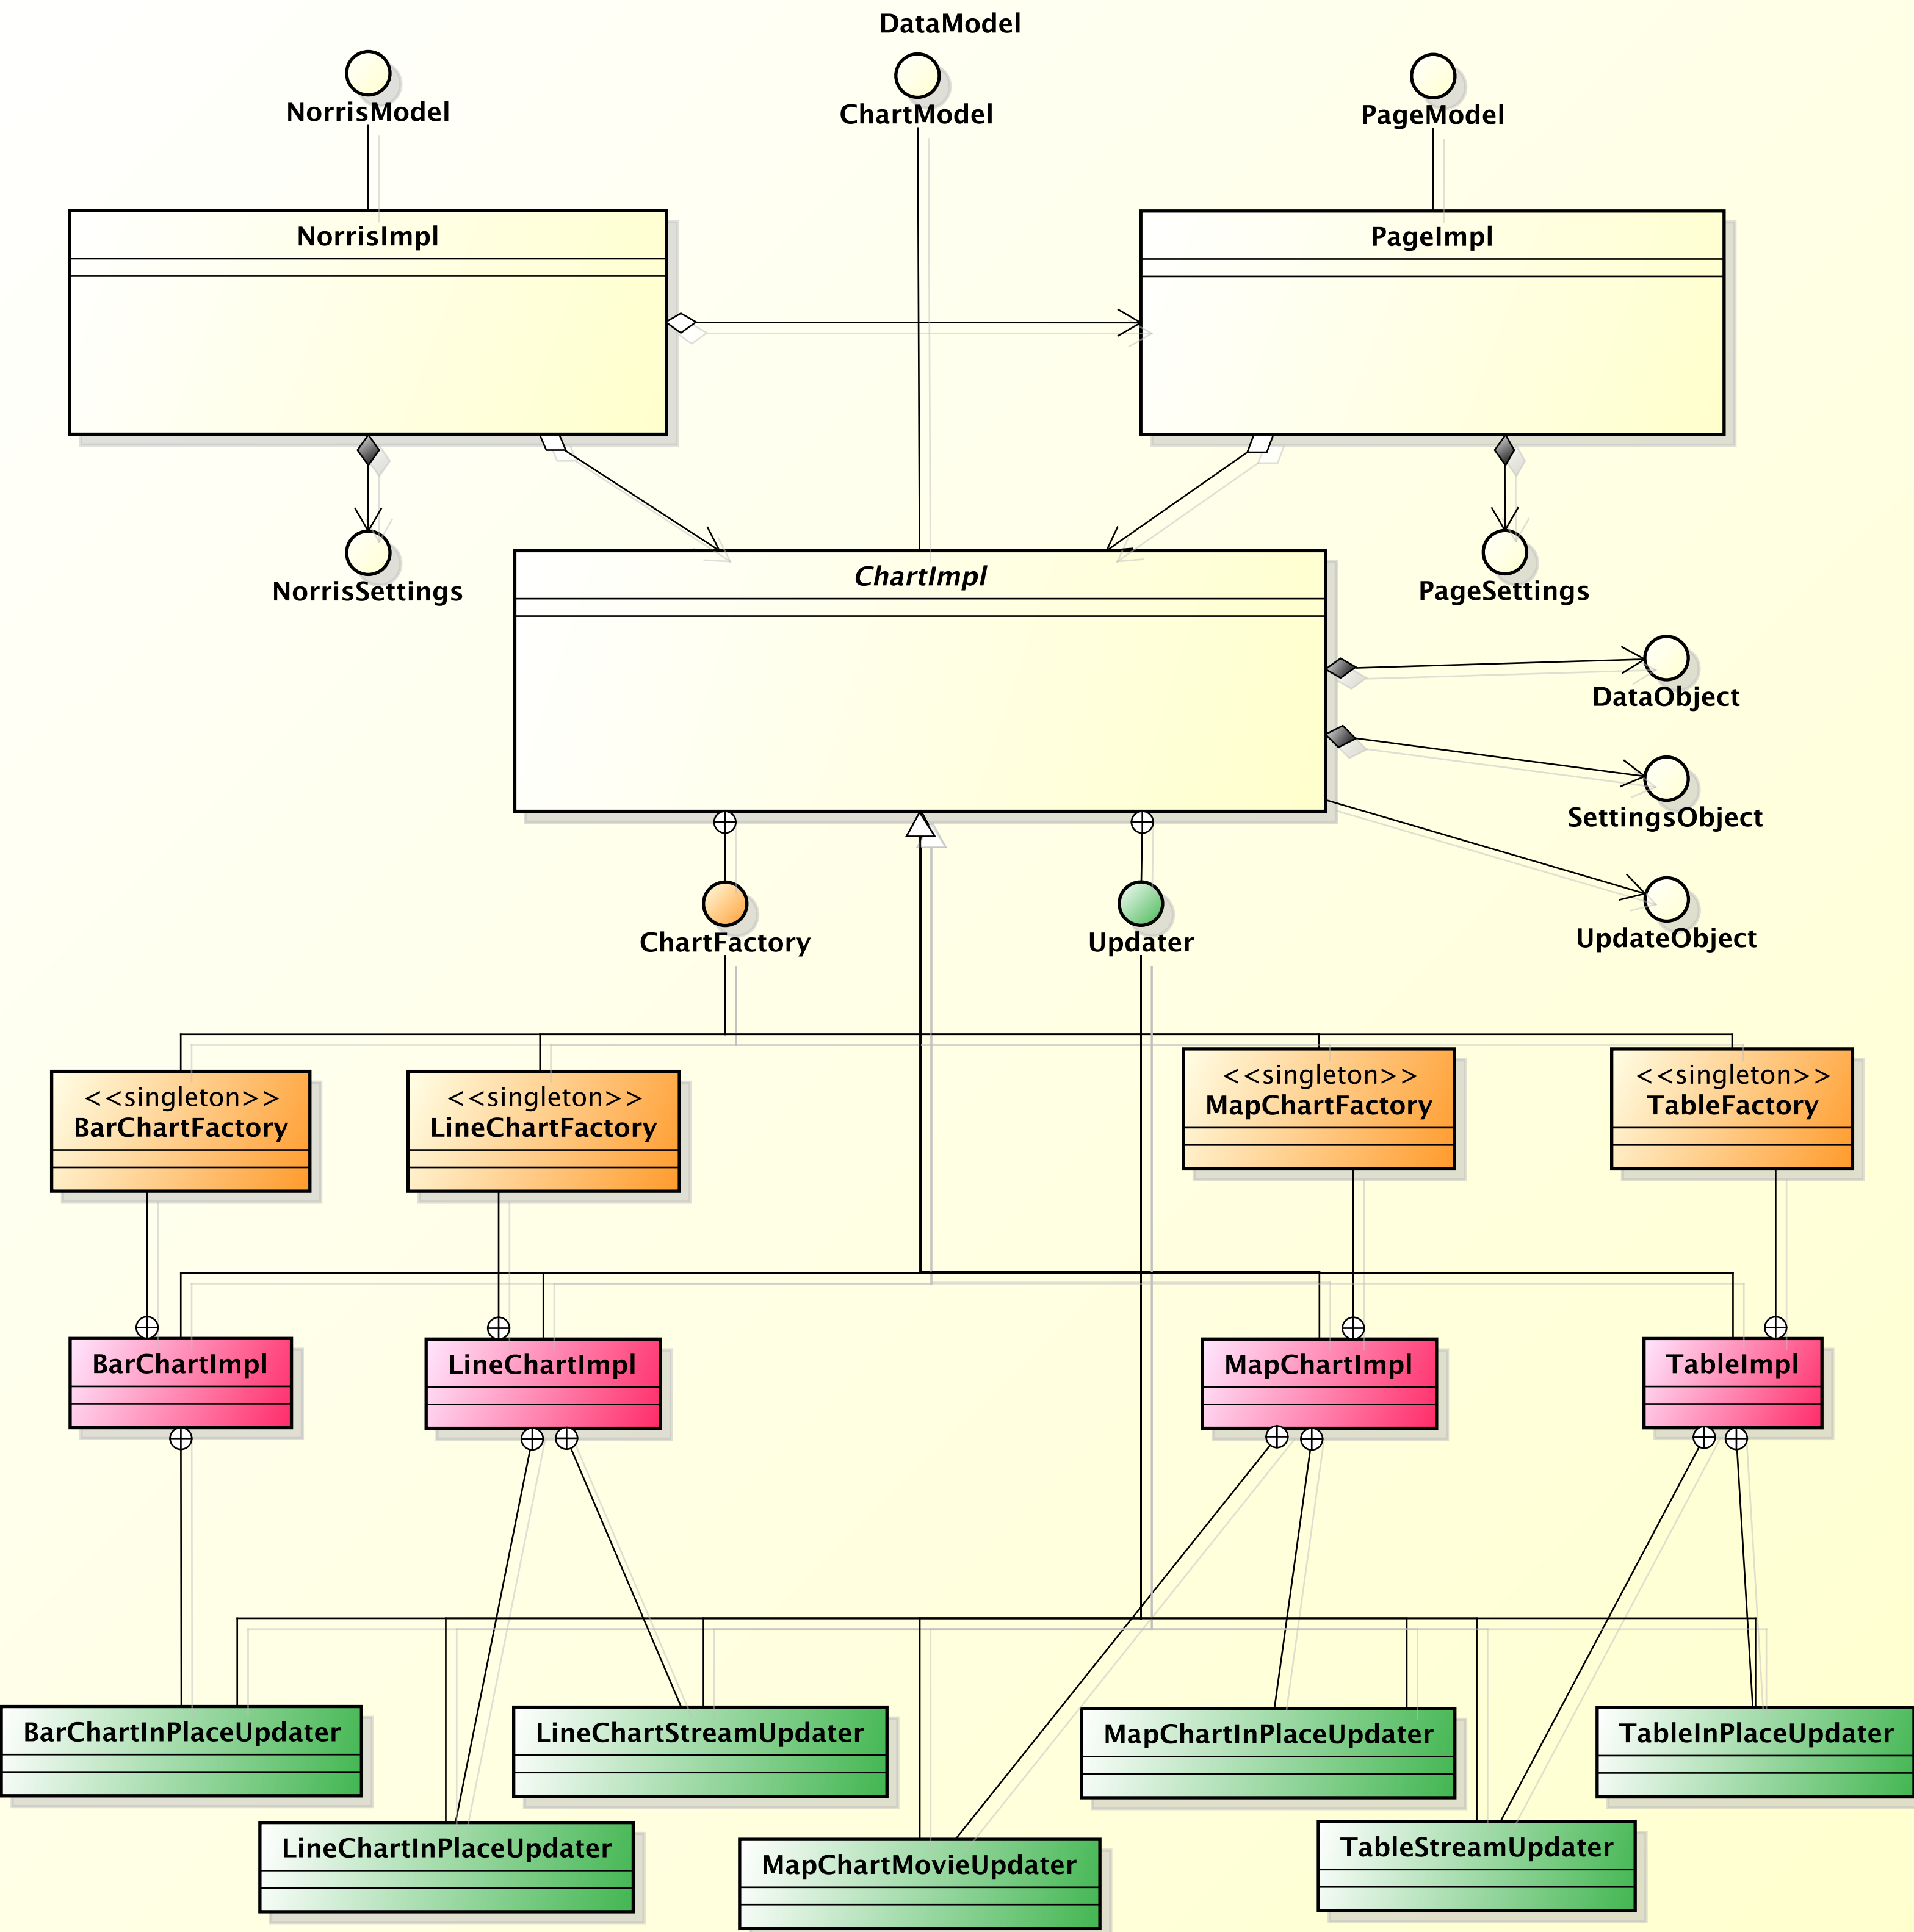 DataModel
NorrisModel
ChartModel
PageModel
NorrisImpl
PageImpl
ChartImpl
NorrisSettings
PageSettings
DataObject
SettingsObject
UpdateObject
ChartFactory
Updater
<<singleton>>
BarChartFactory
<<singleton>>
LineChartFactory
<<singleton>>
MapChartFactory
<<singleton>>
TableFactory
BarChartImpl
LineChartImpl
MapChartImpl
TableImpl
BarChartInPlaceUpdater
LineChartStreamUpdater
MapChartInPlaceUpdater
TableInPlaceUpdater
LineChartInPlaceUpdater
MapChartMovieUpdater
TableStreamUpdater